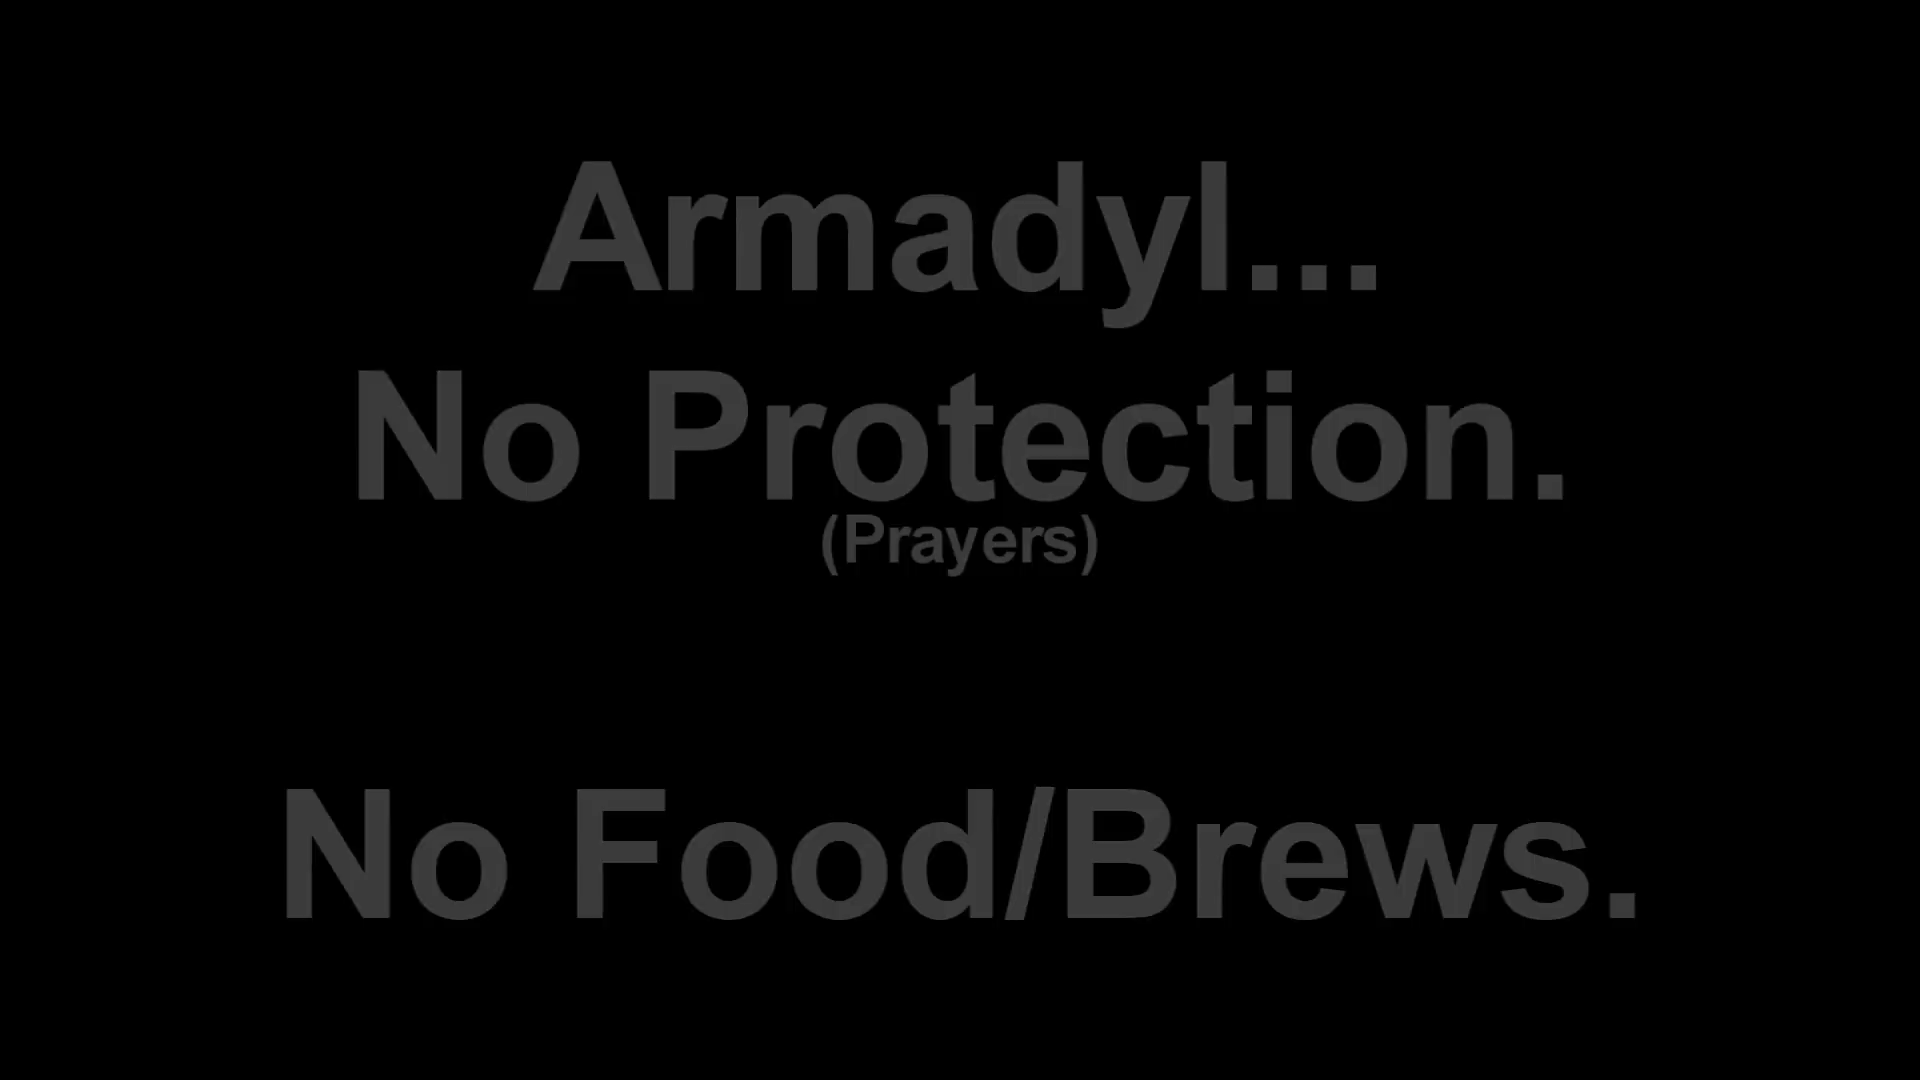 Armadyl...
No Protection.
(Prayers)
No Food/Brews.